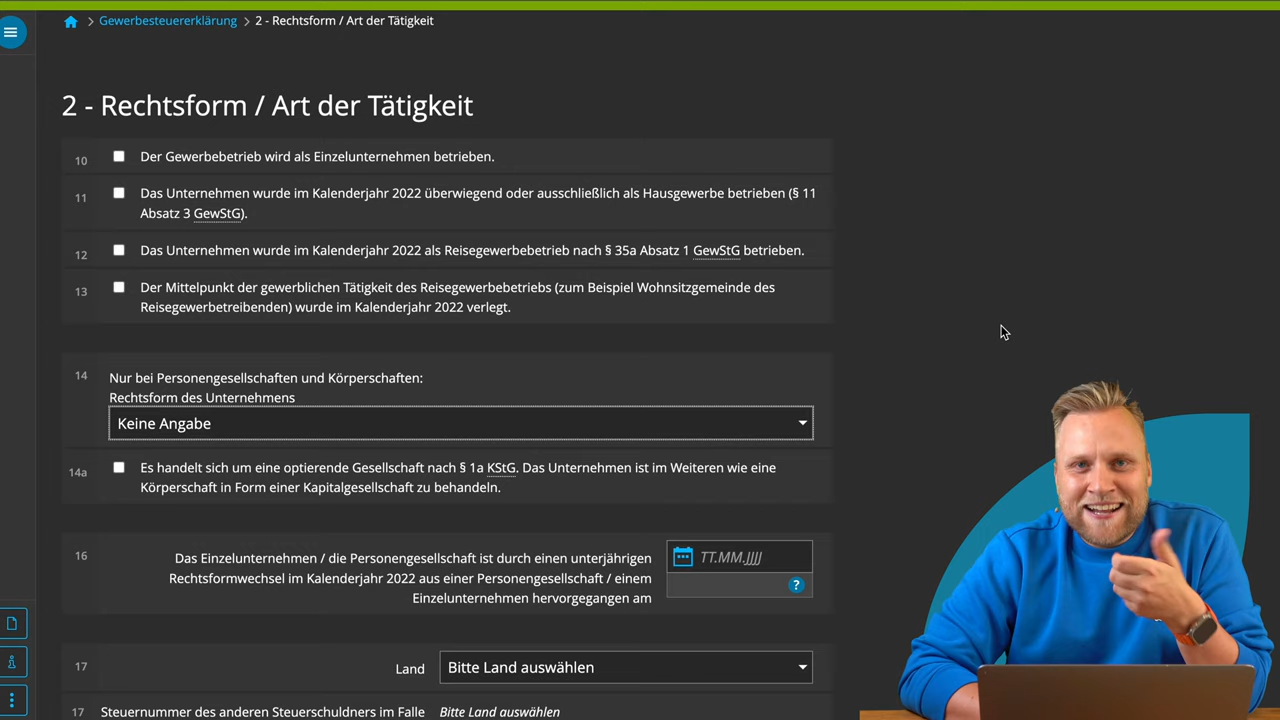 Gewerbesteuererklärung
2 - Rechtsform / Art der Tätigkeit
2 - Rechtsform / Art der Tätigkeit
10
Der Gewerbebetrieb wird als Einzelunternehmen betrieben.
11
Das Unternehmen wurde im Kalenderjahr 2022 überwiegend oder ausschließlich als Hausgewerbe betrieben (§ 11
Absatz 3 GewStG).
12
Das Unternehmen wurde im Kalenderjahr 2022 als Reisegewerbebetrieb nach § 35a Absatz 1 GewStG betrieben.
13
Der Mittelpunkt der gewerblichen Tätigkeit des Reisegewerbebetriebs (zum Beispiel Wohnsitzgemeinde des
Reisegewerbetreibenden) wurde im Kalenderjahr 2022 verlegt.
14
Nur bei Personengesellschaften und Körperschaften:
Rechtsform des Unternehmens
Keine Angabe
14a
Es handelt sich um eine optierende Gesellschaft nach § 1a KStG. Das Unternehmen ist im Weiteren wie eine
Körperschaft in Form einer Kapitalgesellschaft zu behandeln.
16
Das Einzelunternehmen / die Personengesellschaft ist durch einen unterjährigen
Rechtsformwechsel im Kalenderjahr 2022 aus einer Personengesellschaft / einem
Einzelunternehmen hervorgegangen am
TT.MM.JJJJ
?
17
Land
Bitte Land auswählen
17
Steuernummer des anderen Steuerschuldners im Falle
Bitte Land auswählen